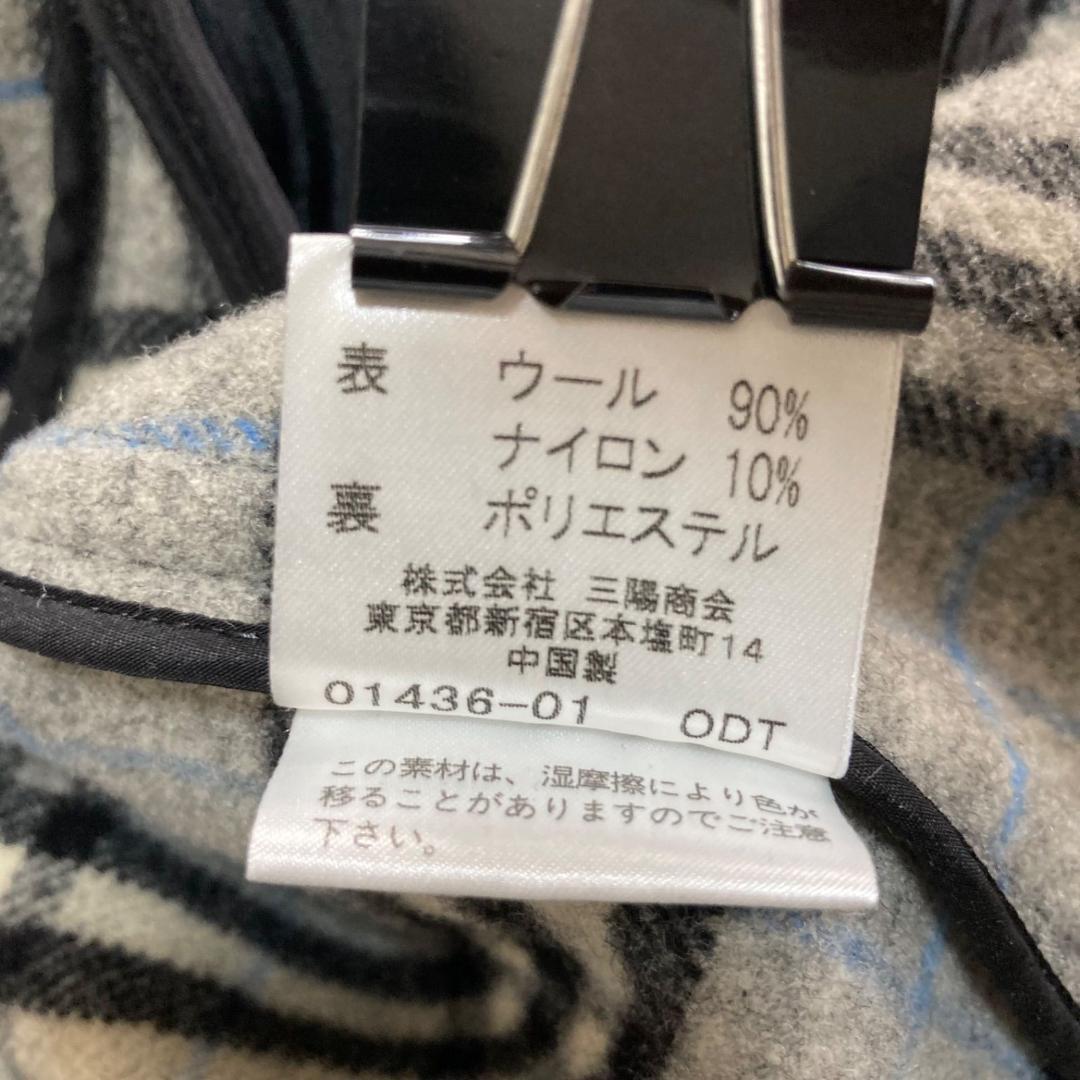 表 ウール 90%
ナイロン 10%
裏 ポリエステル
株式会社 三陽商会
東京都新宿区本塩町14
中国製
01436-01 ODT
この素材は、湿摩擦により色が
移ることがありますのでご注意
下さい。